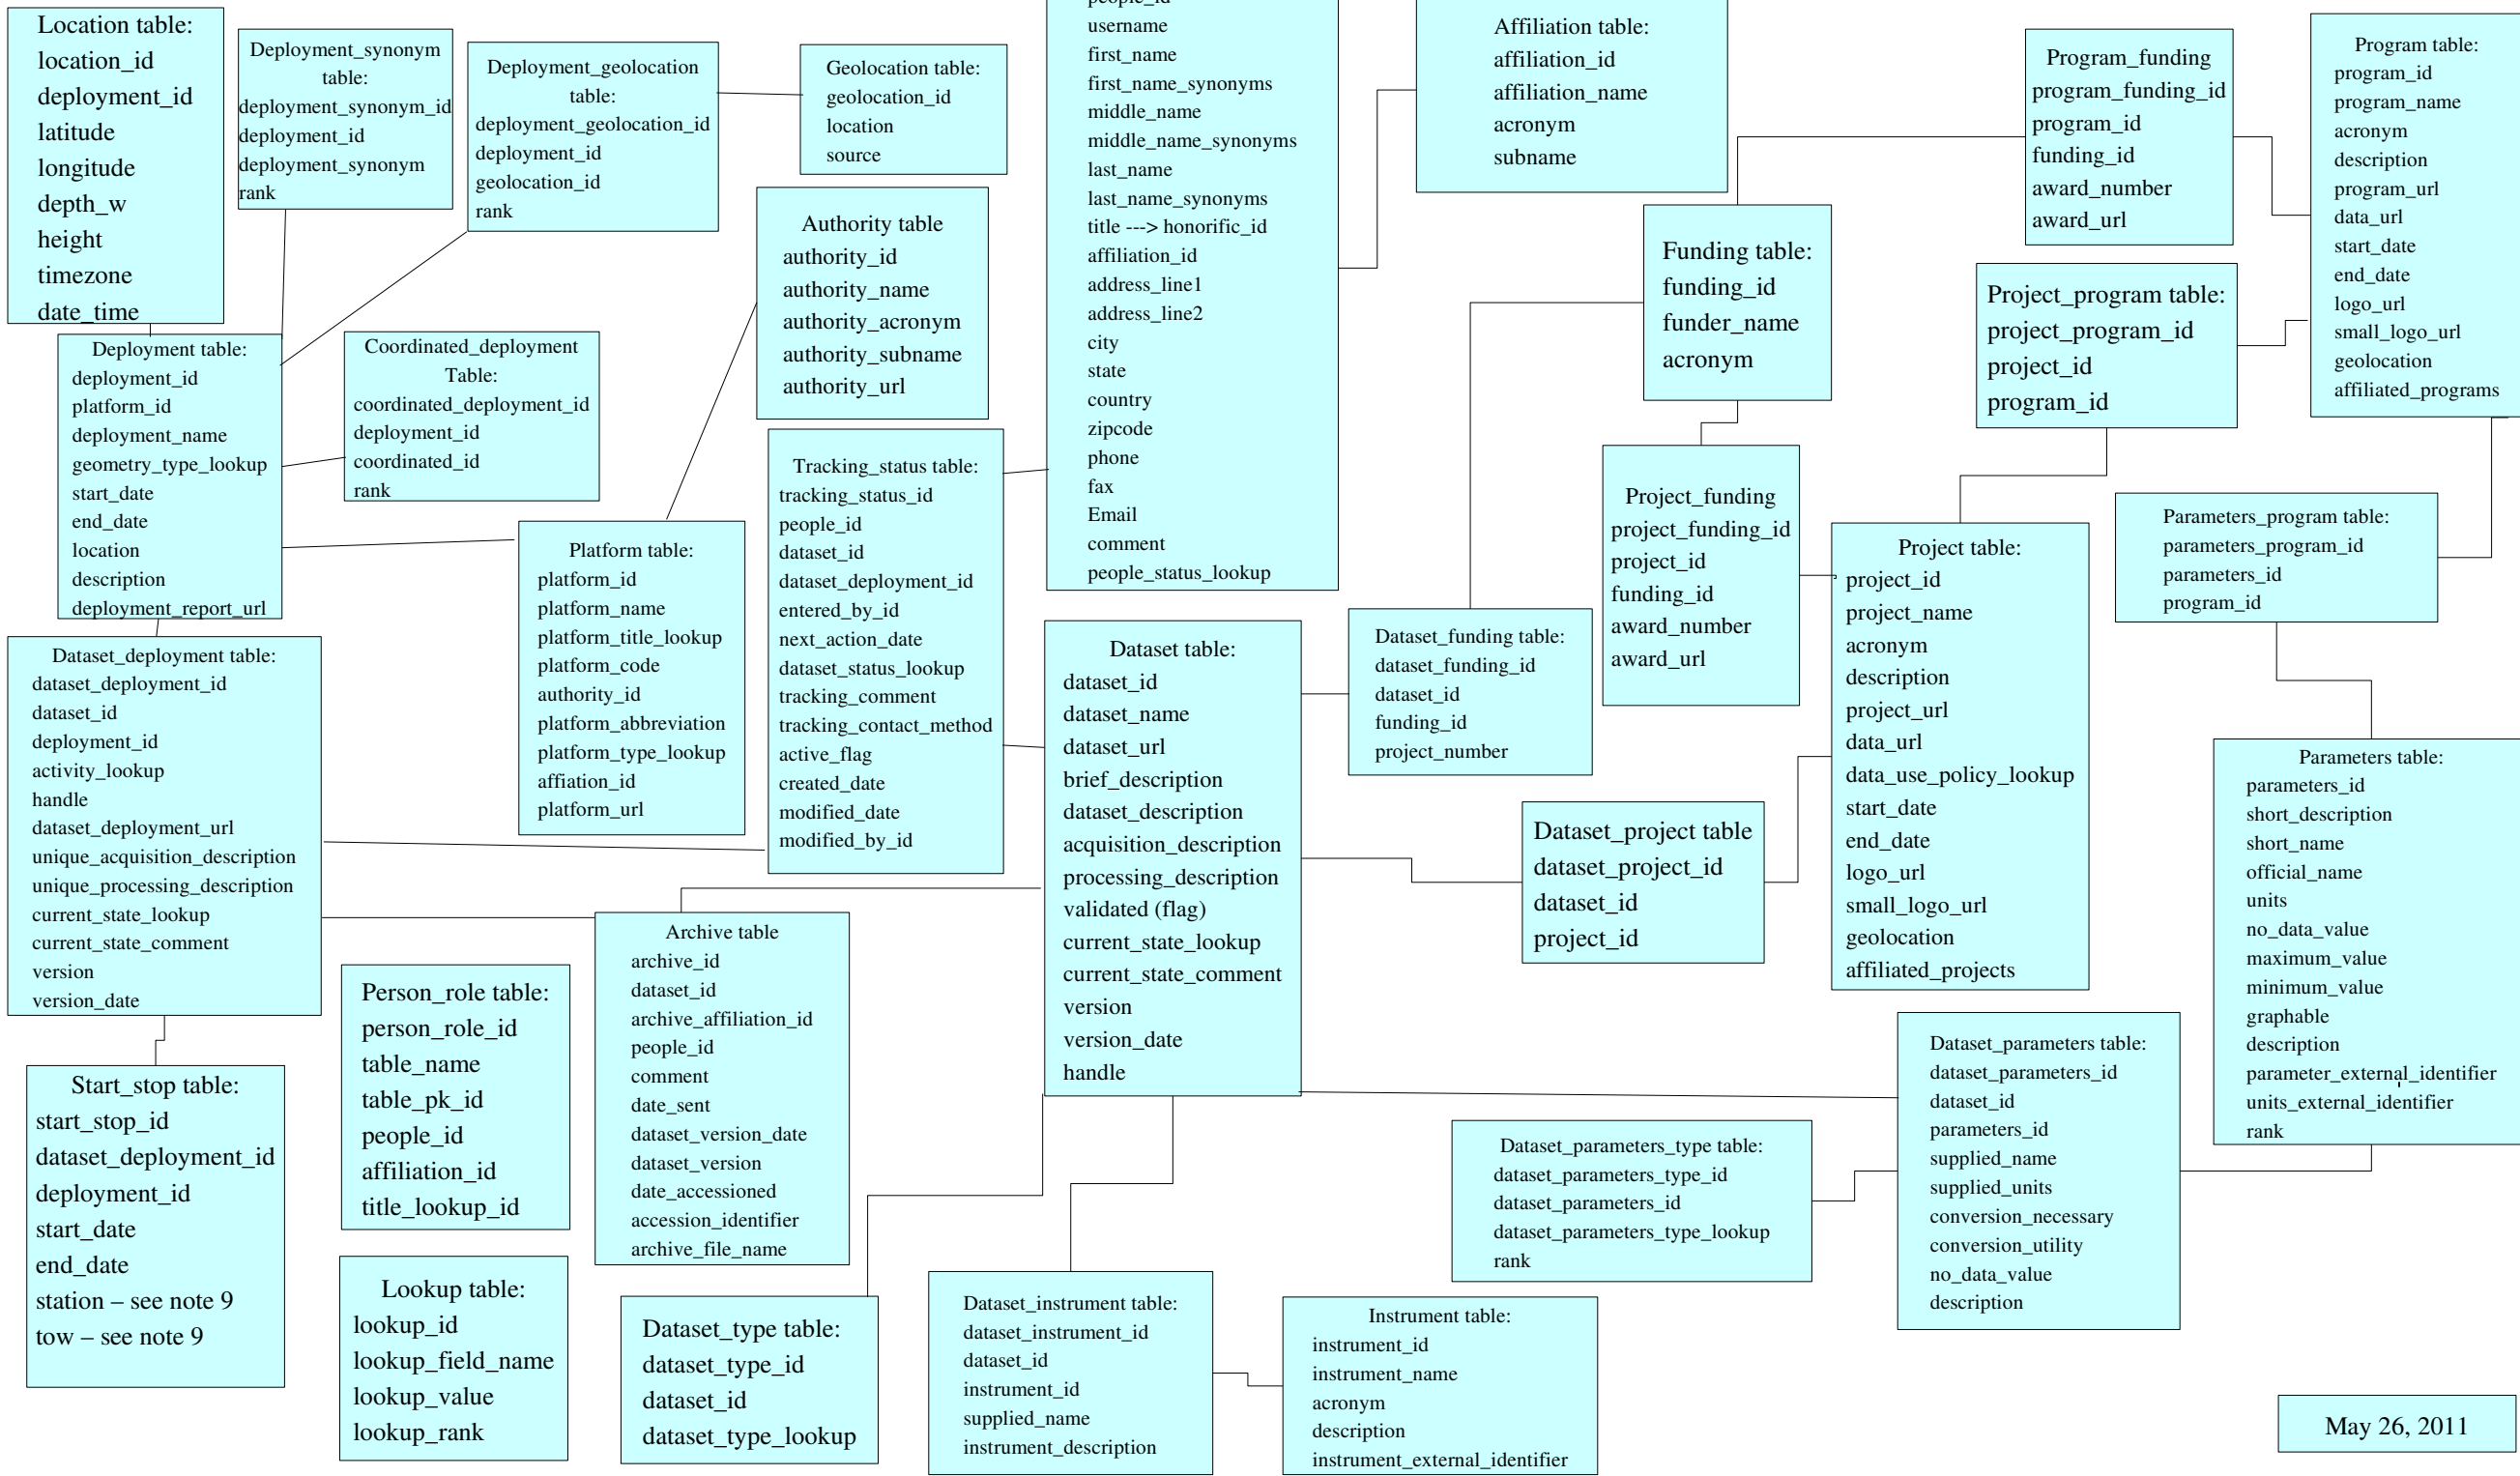 Location table:
location_id
deployment_id
latitude
longitude
depth_w
height
timezone
date_time
Deployment_synonym
table:
deployment_synonym_id
deployment_id
deployment_synonym
rank
Deployment_geolocation
table:
deployment_geolocation_id
deployment_id
geolocation_id
rank
Geolocation table:
geolocation_id
location
source
people_id
username
first_name
first_name_synonyms
middle_name
middle_name_synonyms
last_name
last_name_synonyms
title ---> honorific_id
affiliation_id
address_line1
address_line2
city
state
country
zipcode
phone
fax
Email
comment
people_status_lookup
Affiliation table:
affiliation_id
affiliation_name
acronym
subname
Program_funding
program_funding_id
program_id
funding_id
award_number
award_url
Program table:
program_id
program_name
acronym
description
program_url
data_url
start_date
end_date
logo_url
small_logo_url
geolocation
affiliated_programs
Authority table
authority_id
authority_name
authority_acronym
authority_subname
authority_url
Funding table:
funding_id
funder_name
acronym
Project_program table:
project_program_id
project_id
program_id
Deployment table:
deployment_id
platform_id
deployment_name
geometry_type_lookup
start_date
end_date
location
description
deployment_report_url
Coordinated_deployment
Table:
coordinated_deployment_id
deployment_id
coordinated_id
rank
Tracking_status table:
tracking_status_id
people_id
dataset_id
dataset_deployment_id
entered_by_id
next_action_date
dataset_status_lookup
tracking_comment
tracking_contact_method
active_flag
created_date
modified_date
modified_by_id
Platform table:
platform_id
platform_name
platform_title_lookup
platform_code
authority_id
platform_abbreviation
platform_type_lookup
affiation_id
platform_url
Project_funding
project_funding_id
project_id
funding_id
award_number
award_url
Project table:
project_id
project_name
acronym
description
project_url
data_url
data_use_policy_lookup
start_date
end_date
logo_url
small_logo_url
geolocation
affiliated_projects
Parameters_program table:
parameters_program_id
parameters_id
program_id
Dataset_deployment table:
dataset_deployment_id
dataset_id
deployment_id
activity_lookup
handle
dataset_deployment_url
unique_acquisition_description
unique_processing_description
current_state_lookup
current_state_comment
version
version_date
Dataset table:
dataset_id
dataset_name
dataset_url
brief_description
dataset_description
acquisition_description
processing_description
validated (flag)
current_state_lookup
current_state_comment
version
version_date
handle
Dataset_funding table:
dataset_funding_id
dataset_id
funding_id
project_number
Dataset_project table
dataset_project_id
dataset_id
project_id
Parameters table:
parameters_id
short_description
short_name
official_name
units
no_data_value
maximum_value
minimum_value
graphable
description
parameter_external_identifier
units_external_identifier
rank
Archive table
archive_id
dataset_id
archive_affiliation_id
people_id
comment
date_sent
dataset_version_date
dataset_version
date_accessioned
accession_identifier
archive_file_name
Person_role table:
person_role_id
table_name
table_pk_id
people_id
affiliation_id
title_lookup_id
Start_stop table:
start_stop_id
dataset_deployment_id
deployment_id
start_date
end_date
station – see note 9
tow – see note 9
Dataset_parameters table:
dataset_parameters_id
dataset_id
parameters_id
supplied_name
supplied_units
conversion_necessary
conversion_utility
no_data_value
description
Dataset_parameters_type table:
dataset_parameters_type_id
dataset_parameters_id
dataset_parameters_type_lookup
rank
Lookup table:
lookup_id
lookup_field_name
lookup_value
lookup_rank
Dataset_type table:
dataset_type_id
dataset_id
dataset_type_lookup
Dataset_instrument table:
dataset_instrument_id
dataset_id
instrument_id
supplied_name
instrument_description
Instrument table:
instrument_id
instrument_name
acronym
description
instrument_external_identifier
May 26, 2011